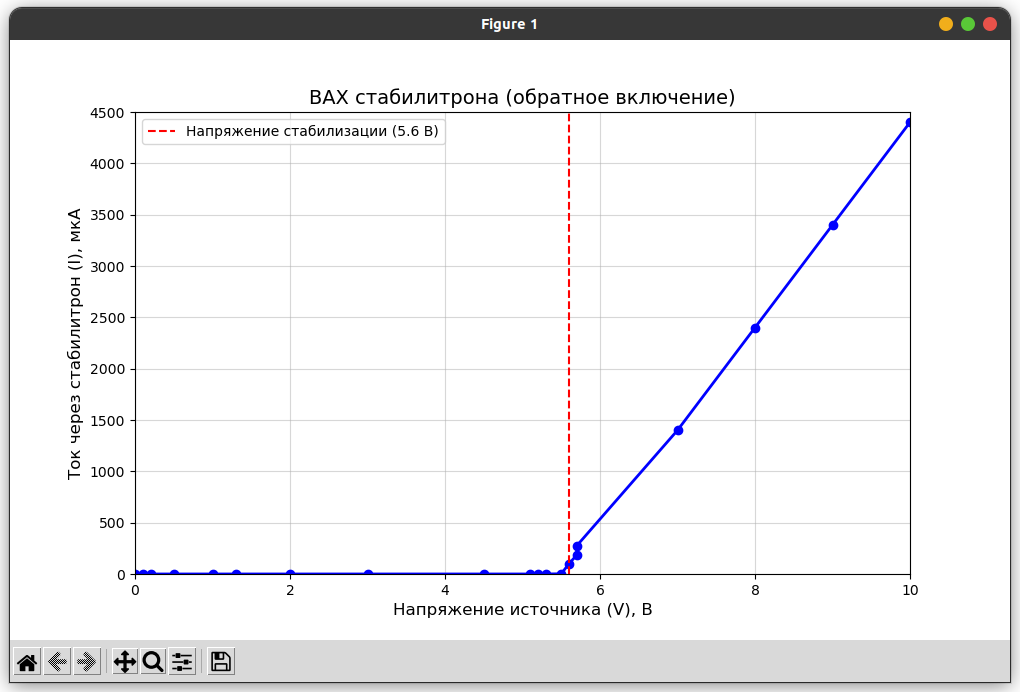 Figure 1
ВАХ стабилитрона (обратное включение)
Напряжение стабилизации (5.6 В)
Ток через стабилитрон (I), мкА
4500
4000
3500
3000
2500
2000
1500
1000
500
0
0 2 4 6 8 10
Напряжение источника (V), В